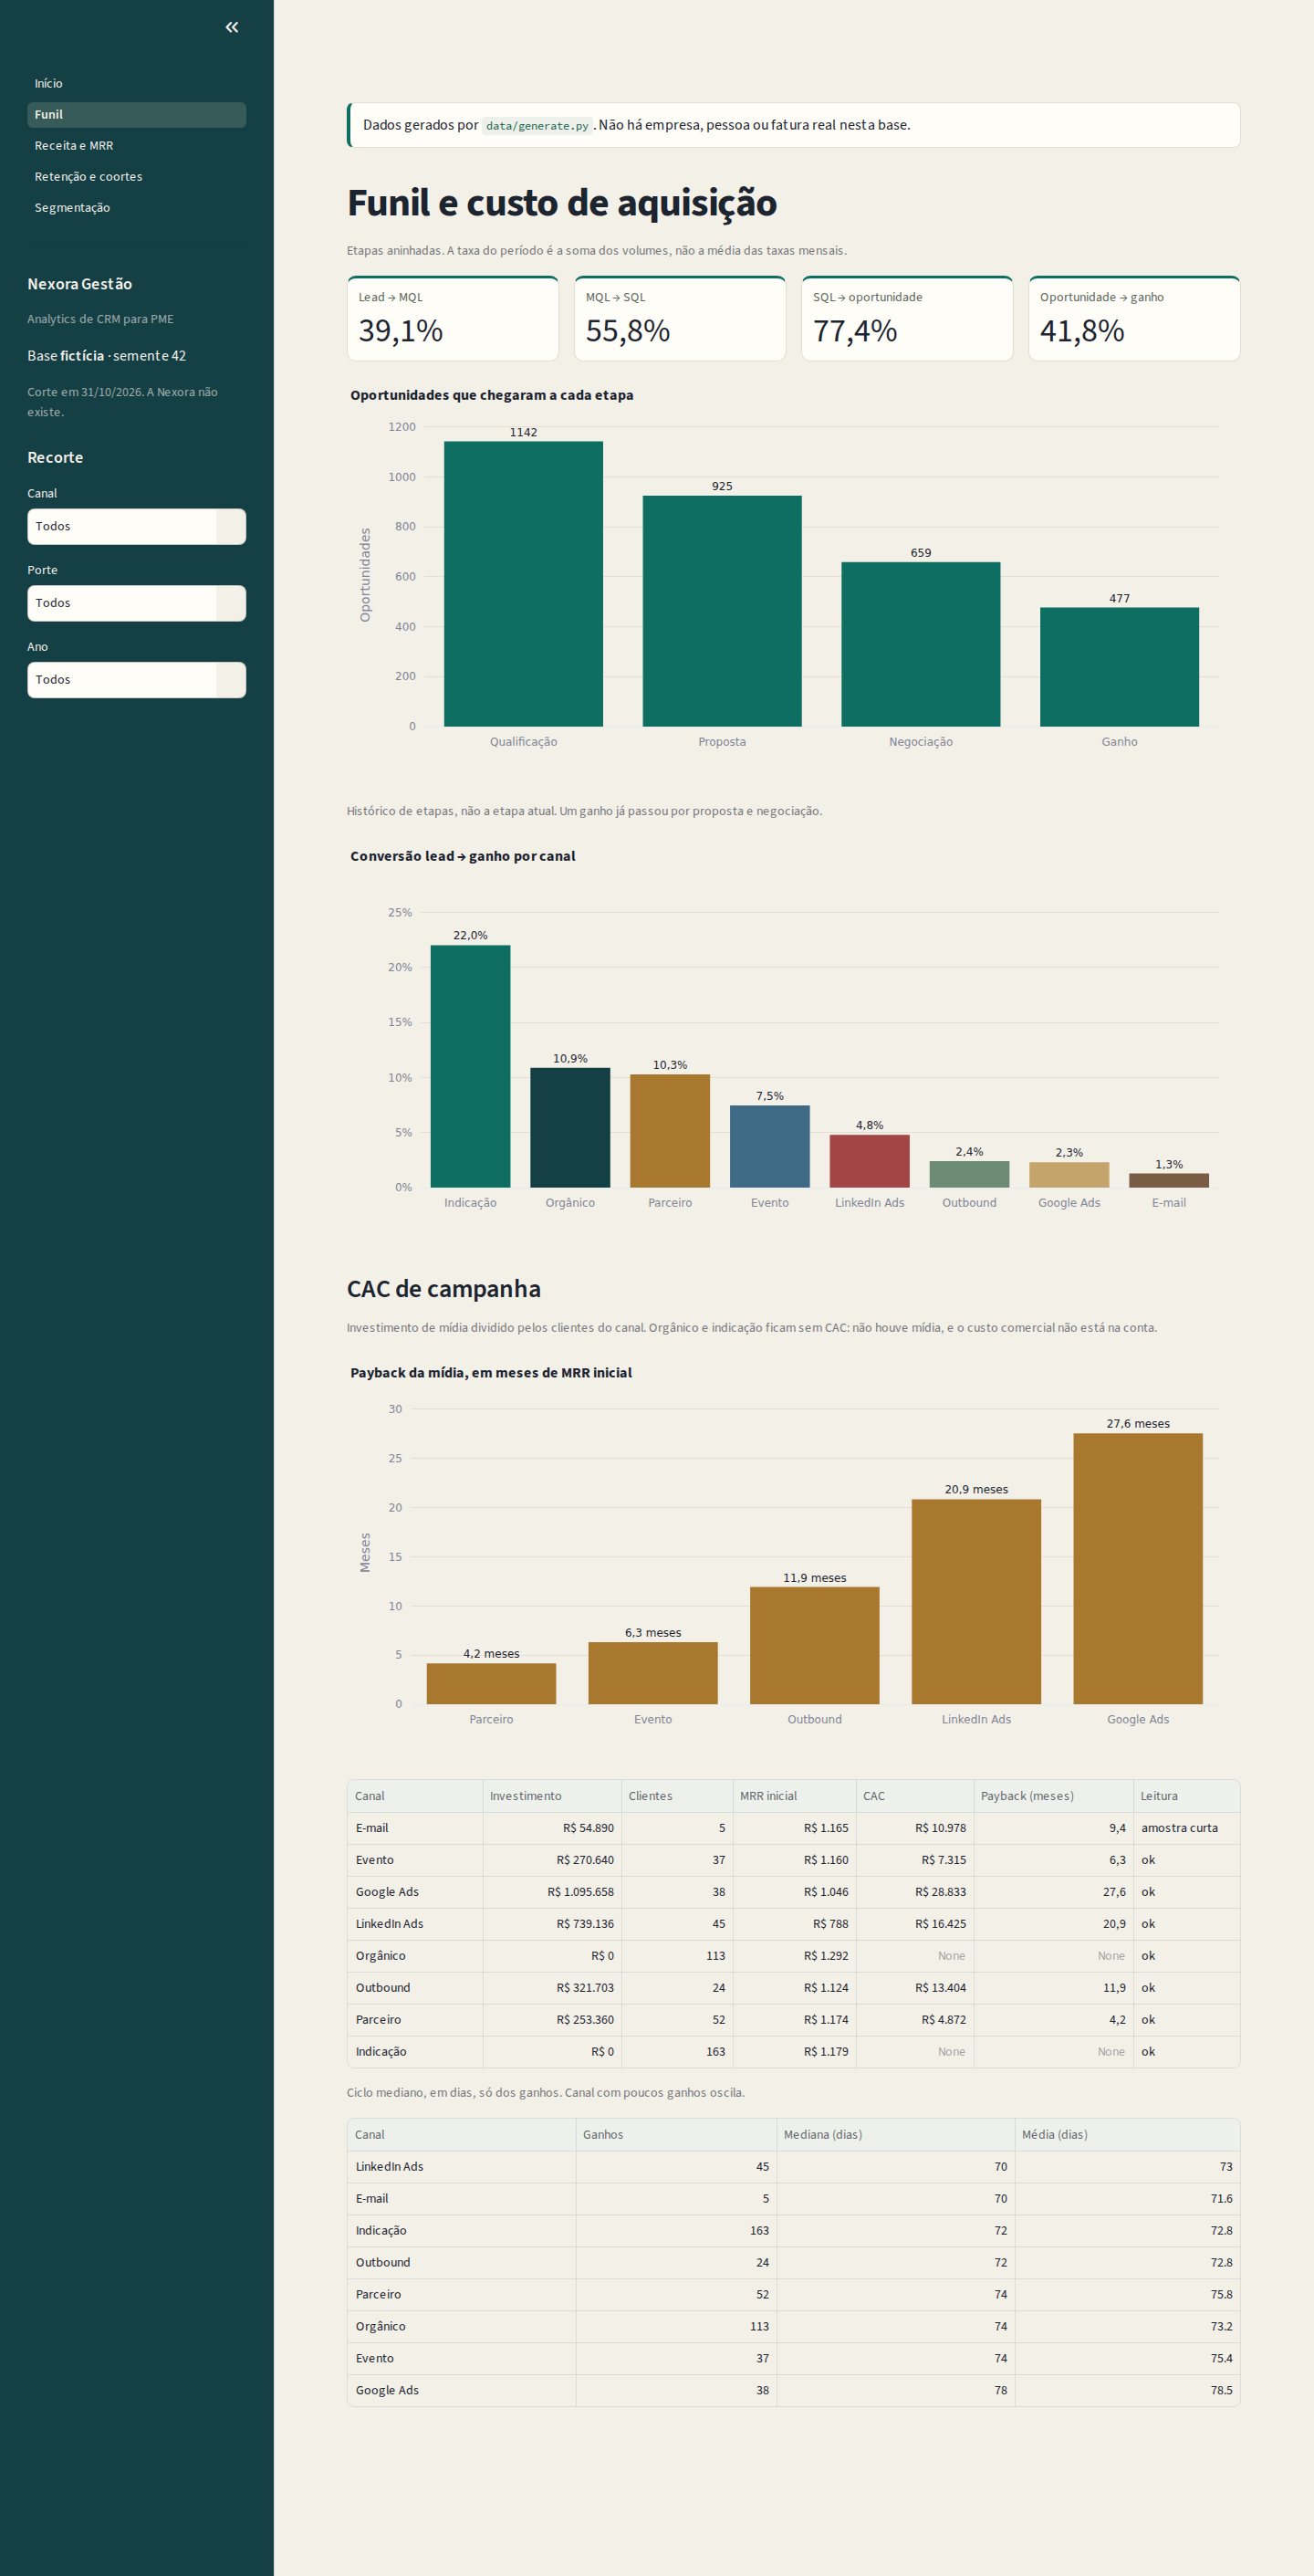 Início
Funil
Receita e MRR
Retenção e coortes
Segmentação
Nexora Gestão
Analytics de CRM para PME
Base fictícia · semente 42
Corte em 31/10/2026. A Nexora não
existe.
Recorte
Canal
Todos
Porte
Todos
Ano
Todos
Dados gerados por data/generate.py. Não há empresa, pessoa ou fatura real nesta base.
Funil e custo de aquisição
Etapas aninhadas. A taxa do período é a soma dos volumes, não a média das taxas mensais.
Lead → MQL
39,1%
MQL → SQL
55,8%
SQL → oportunidade
77,4%
Oportunidade → ganho
41,8%
Oportunidades que chegaram a cada etapa
Oportunidades
1200
1000
800
600
400
200
0
1142
925
659
477
Qualificação Proposta Negociação Ganho
Histórico de etapas, não a etapa atual. Um ganho já passou por proposta e negociação.
Conversão lead → ganho por canal
25%
20%
15%
10%
5%
0%
22,0%
10,9%
10,3%
7,5%
4,8%
2,4%
2,3%
1,3%
Indicação Orgânico Parceiro Evento LinkedIn Ads Outbound Google Ads E-mail
CAC de campanha
Investimento de mídia dividido pelos clientes do canal. Orgânico e indicação ficam sem CAC: não houve mídia, e o custo comercial não está na conta.
Payback da mídia, em meses de MRR inicial
Meses
30
25
20
15
10
5
0
4,2 meses
6,3 meses
11,9 meses
20,9 meses
27,6 meses
Parceiro Evento Outbound LinkedIn Ads Google Ads
Canal Investimento Clientes MRR inicial CAC Payback (meses) Leitura
E-mail R$ 54.890 5 R$ 1.165 R$ 10.978 9,4 amostra curta
Evento R$ 270.640 37 R$ 1.160 R$ 7.315 6,3 ok
Google Ads R$ 1.095.658 38 R$ 1.046 R$ 28.833 27,6 ok
LinkedIn Ads R$ 739.136 45 R$ 788 R$ 16.425 20,9 ok
Orgânico R$ 0 113 R$ 1.292 None None ok
Outbound R$ 321.703 24 R$ 1.124 R$ 13.404 11,9 ok
Parceiro R$ 253.360 52 R$ 1.174 R$ 4.872 4,2 ok
Indicação R$ 0 163 R$ 1.179 None None ok
Ciclo mediano, em dias, só dos ganhos. Canal com poucos ganhos oscila.
Canal Ganhos Mediana (dias) Média (dias)
LinkedIn Ads 45 70 73
E-mail 5 70 71.6
Indicação 163 72 72.8
Outbound 24 72 72.8
Parceiro 52 74 75.8
Orgânico 113 74 73.2
Evento 37 74 75.4
Google Ads 38 78 78.5